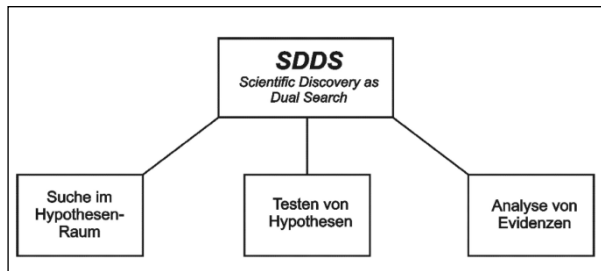 SDDS
Scientific Discovery as
Dual Search
Suche im
Hypothesen-
Raum
Testen von
Hypothesen
Analyse von
Evidenzen